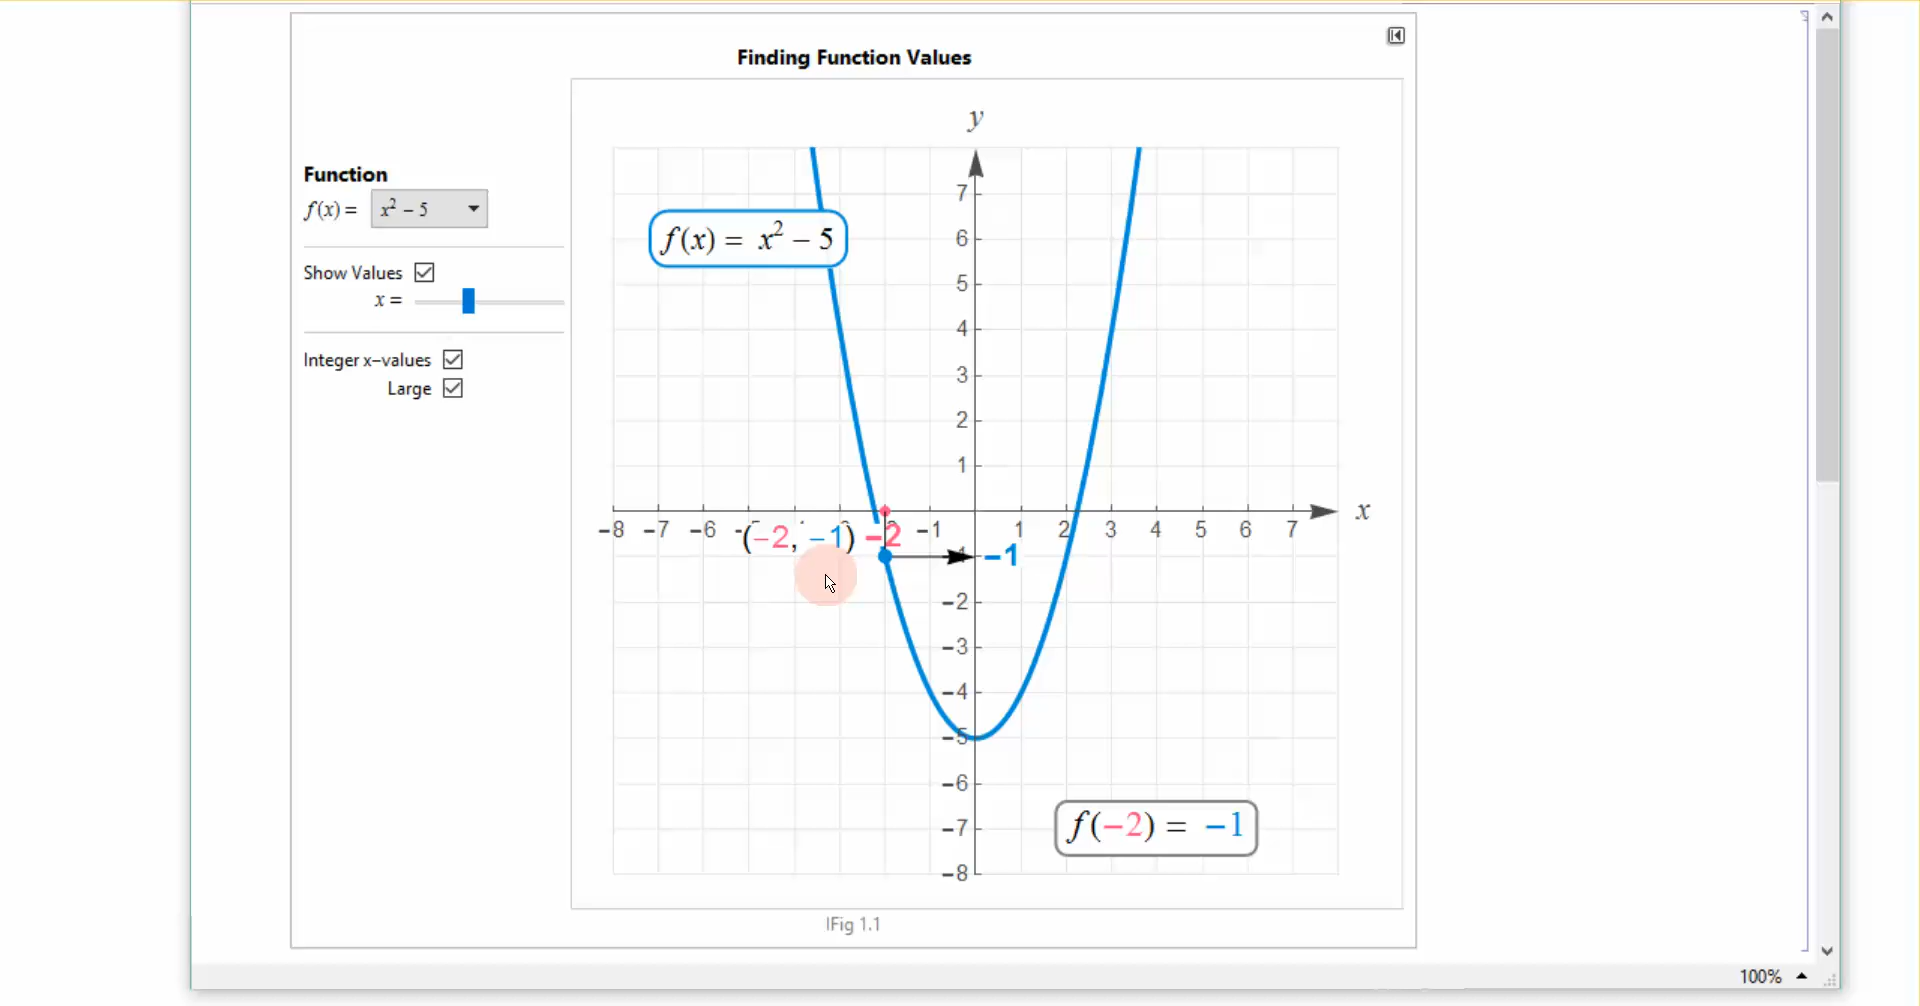 Finding Function Values
Function
f(x) = x² − 5
Show Values
x =
Integer x−values
Large
y
f(x) = x² − 5
7
6
5
4
3
2
1
−8 −7 −6 −1 1 2 3 4 5 6 7 x
(−2, −1) −2
−1
−2
−3
−4
−5
−6
−7
−8
f(−2) = −1
IFig 1.1
100%